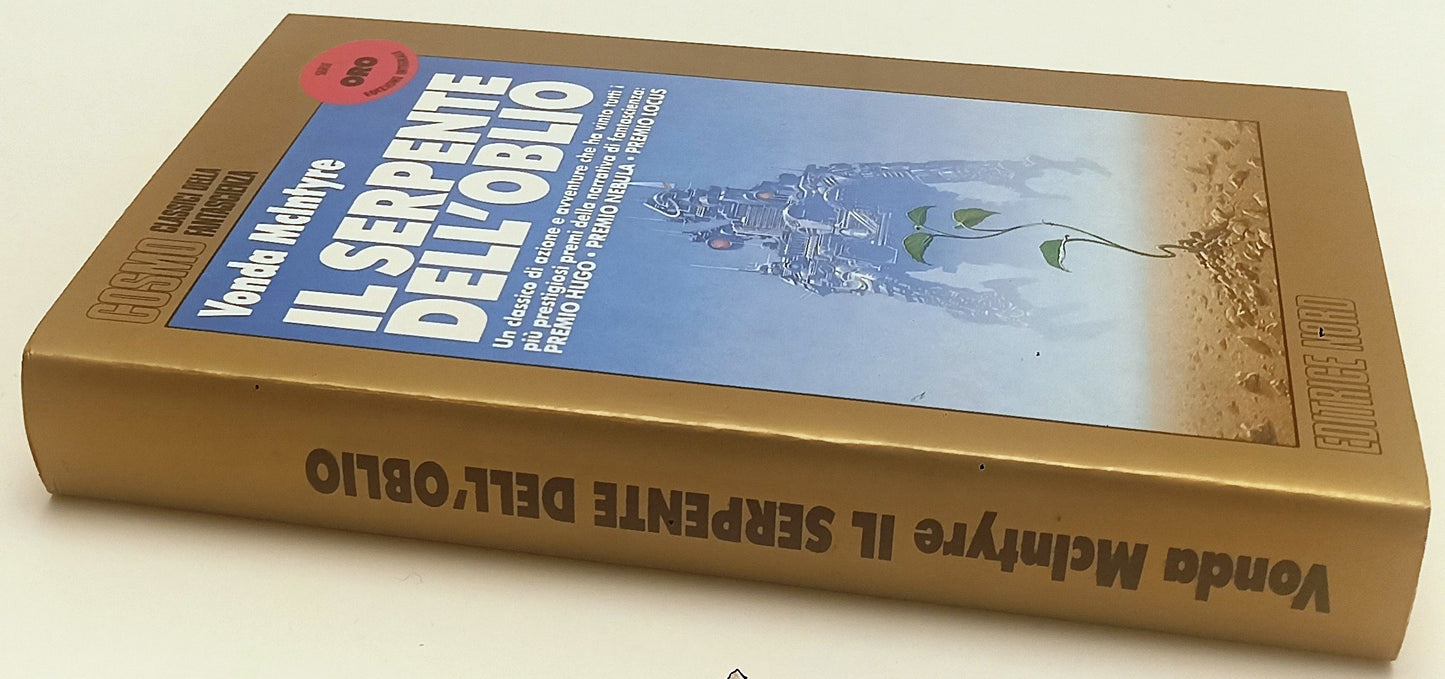 SERIE
ORO
EDIZIONE INTEGRALE
COSMO
CLASSICI DELLA
FANTASCIENZA
Vonda McIntyre
IL SERPENTE
DELL'OBLIO
Un classico di azione e avventure che ha vinto tutti i
più prestigiosi premi della narrativa di fantascienza:
PREMIO HUGO • PREMIO NEBULA • PREMIO LOCUS
EDITRICE NORD
Vonda McIntyre IL SERPENTE DELL'OBLIO